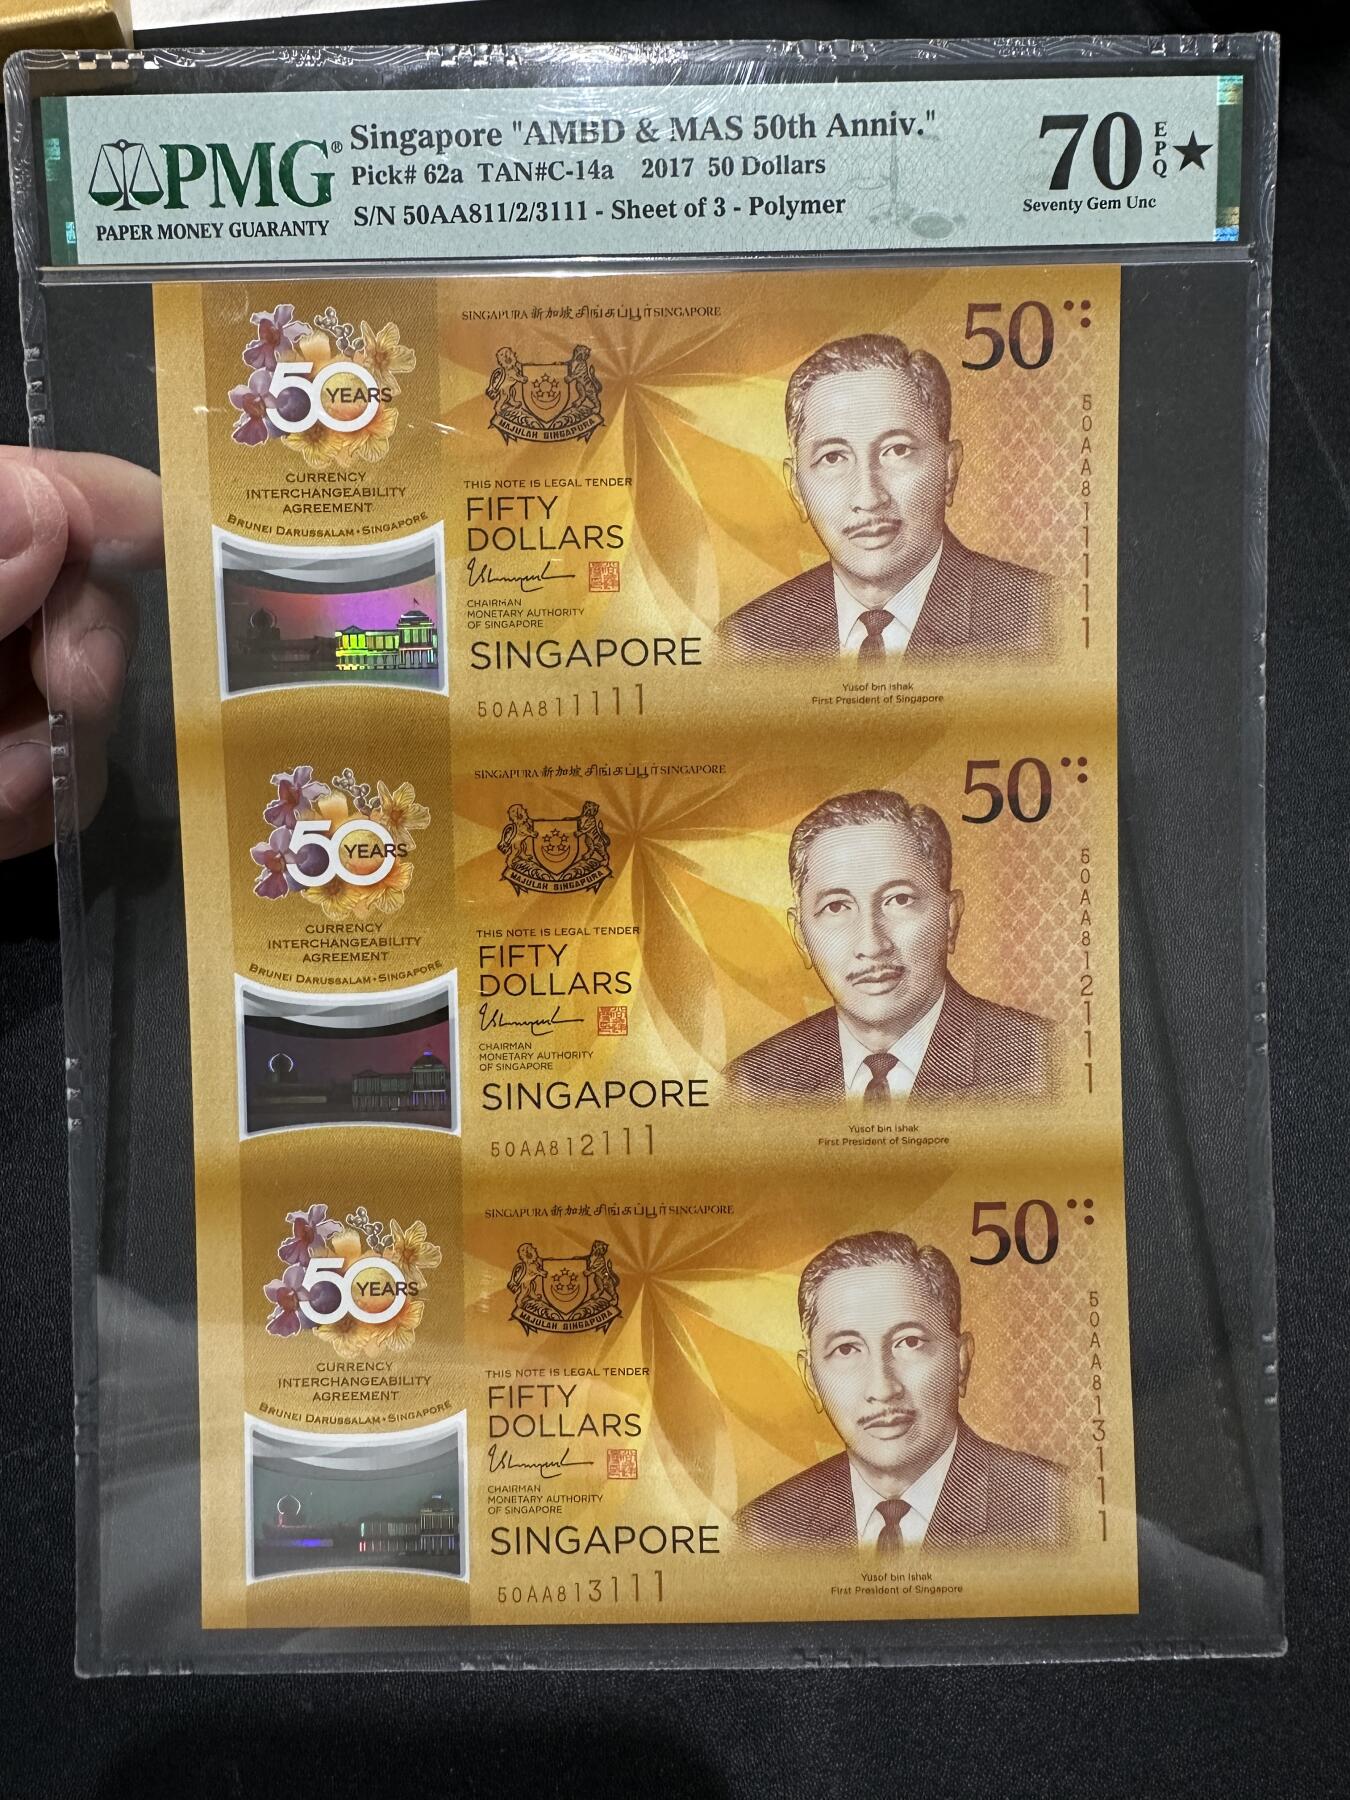 PMG®
PAPER MONEY GUARANTY
Singapore "AMBD & MAS 50th Anniv."
Pick# 62a TAN#C-14a 2017 50 Dollars
S/N 50AA811/2/3111 - Sheet of 3 - Polymer
70 EPQ ★
Seventy Gem Unc
SINGAPURA 新加坡 சிங்கப்பூர் SINGAPORE
50
50 YEARS
MAJULAH SINGAPURA
CURRENCY
INTERCHANGEABILITY
AGREEMENT
BRUNEI DARUSSALAM • SINGAPORE
THIS NOTE IS LEGAL TENDER
FIFTY
DOLLARS
CHAIRMAN
MONETARY AUTHORITY
OF SINGAPORE
SINGAPORE
50AA811111
50AA811111
Yusof bin Ishak
First President of Singapore
SINGAPURA 新加坡 சிங்கப்பூர் SINGAPORE
50
50 YEARS
MAJULAH SINGAPURA
CURRENCY
INTERCHANGEABILITY
AGREEMENT
BRUNEI DARUSSALAM • SINGAPORE
THIS NOTE IS LEGAL TENDER
FIFTY
DOLLARS
CHAIRMAN
MONETARY AUTHORITY
OF SINGAPORE
SINGAPORE
50AA812111
50AA812111
Yusof bin Ishak
First President of Singapore
SINGAPURA 新加坡 சிங்கப்பூர் SINGAPORE
50
50 YEARS
MAJULAH SINGAPURA
CURRENCY
INTERCHANGEABILITY
AGREEMENT
BRUNEI DARUSSALAM • SINGAPORE
THIS NOTE IS LEGAL TENDER
FIFTY
DOLLARS
CHAIRMAN
MONETARY AUTHORITY
OF SINGAPORE
SINGAPORE
50AA813111
50AA813111
Yusof bin Ishak
First President of Singapore